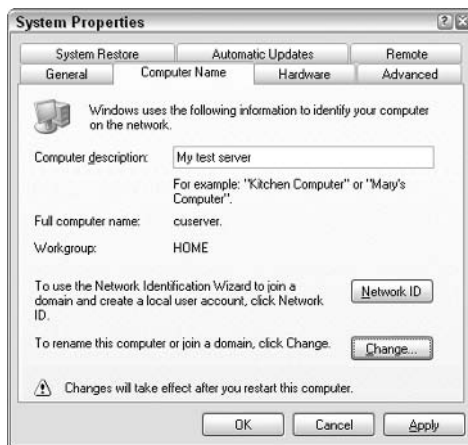 System Properties
System Restore
Automatic Updates
Remote
General
Computer Name
Hardware
Advanced
Windows uses the following information to identify your computer
on the network.
Computer description:
My test server
For example: "Kitchen Computer" or "Mary's
Computer".
Full computer name:
cuserver.
Workgroup:
HOME
To use the Network Identification Wizard to join a
domain and create a local user account, click Network
ID.
Network ID
To rename this computer or join a domain, click Change.
Change...
Changes will take effect after you restart this computer.
OK
Cancel
Apply